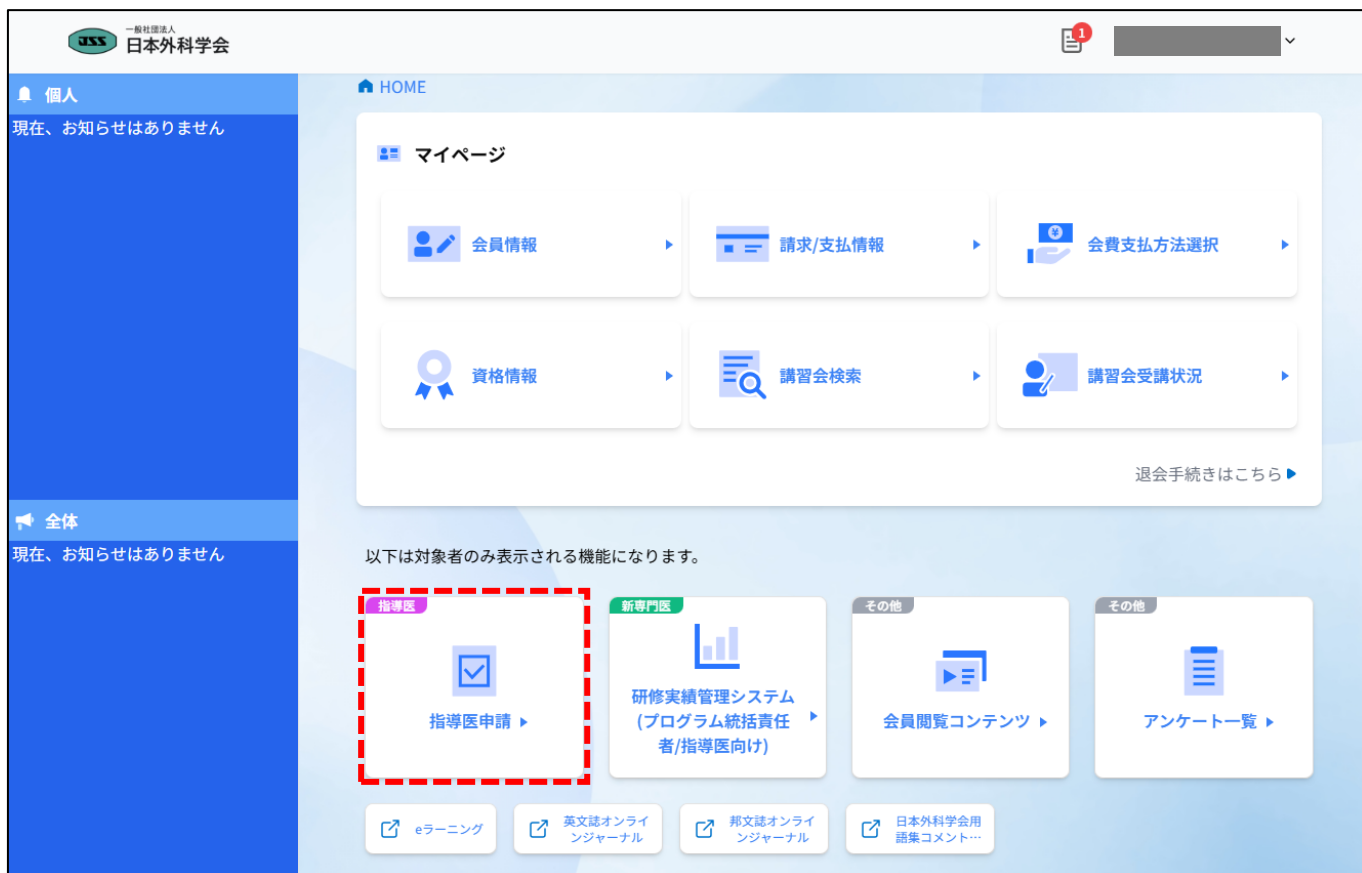 JSS
一般社団法人
日本外科学会
1
個人
現在、お知らせはありません
全体
現在、お知らせはありません
HOME
マイページ
会員情報
請求/支払情報
¥
会費支払方法選択
資格情報
講習会検索
講習会受講状況
退会手続きはこちら
以下は対象者のみ表示される機能になります。
指導医
指導医申請
新専門医
研修実績管理システム
(プログラム統括責任
者/指導医向け)
その他
会員閲覧コンテンツ
その他
アンケート一覧
eラーニング
英文誌オンライ
ンジャーナル
邦文誌オンライ
ンジャーナル
日本外科学会用
語集コメント…